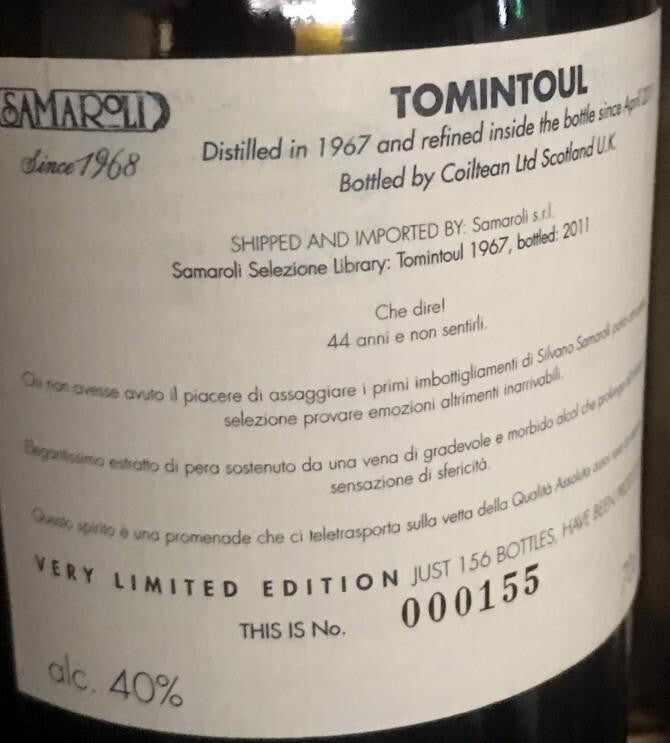 SAMAROLI
Since 1968
TOMINTOUL
Distilled in 1967 and refined inside the bottle since April
Bottled by Coiltean Ltd Scotland U.K.
SHIPPED AND IMPORTED BY: Samaroli s.r.l.
Samaroli Selezione Library: Tomintoul 1967, bottled: 2011
Che dire!
44 anni e non sentirli.
Chi non avesse avuto il piacere di assaggiare i primi imbottigliamenti di Silvano Samaroli
selezione provare emozioni altrimenti inarrivabili.
Elegantissimo estratto di pera sostenuto da una vena di gradevole e morbido alcol che
sensazione di sfericità.
Questo spirito è una promenade che ci teletrasporta sulla vetta della Qualità Assoluta
VERY LIMITED EDITION JUST 156 BOTTLES, HAVE BEEN
THIS IS No. 000155
alc. 40%